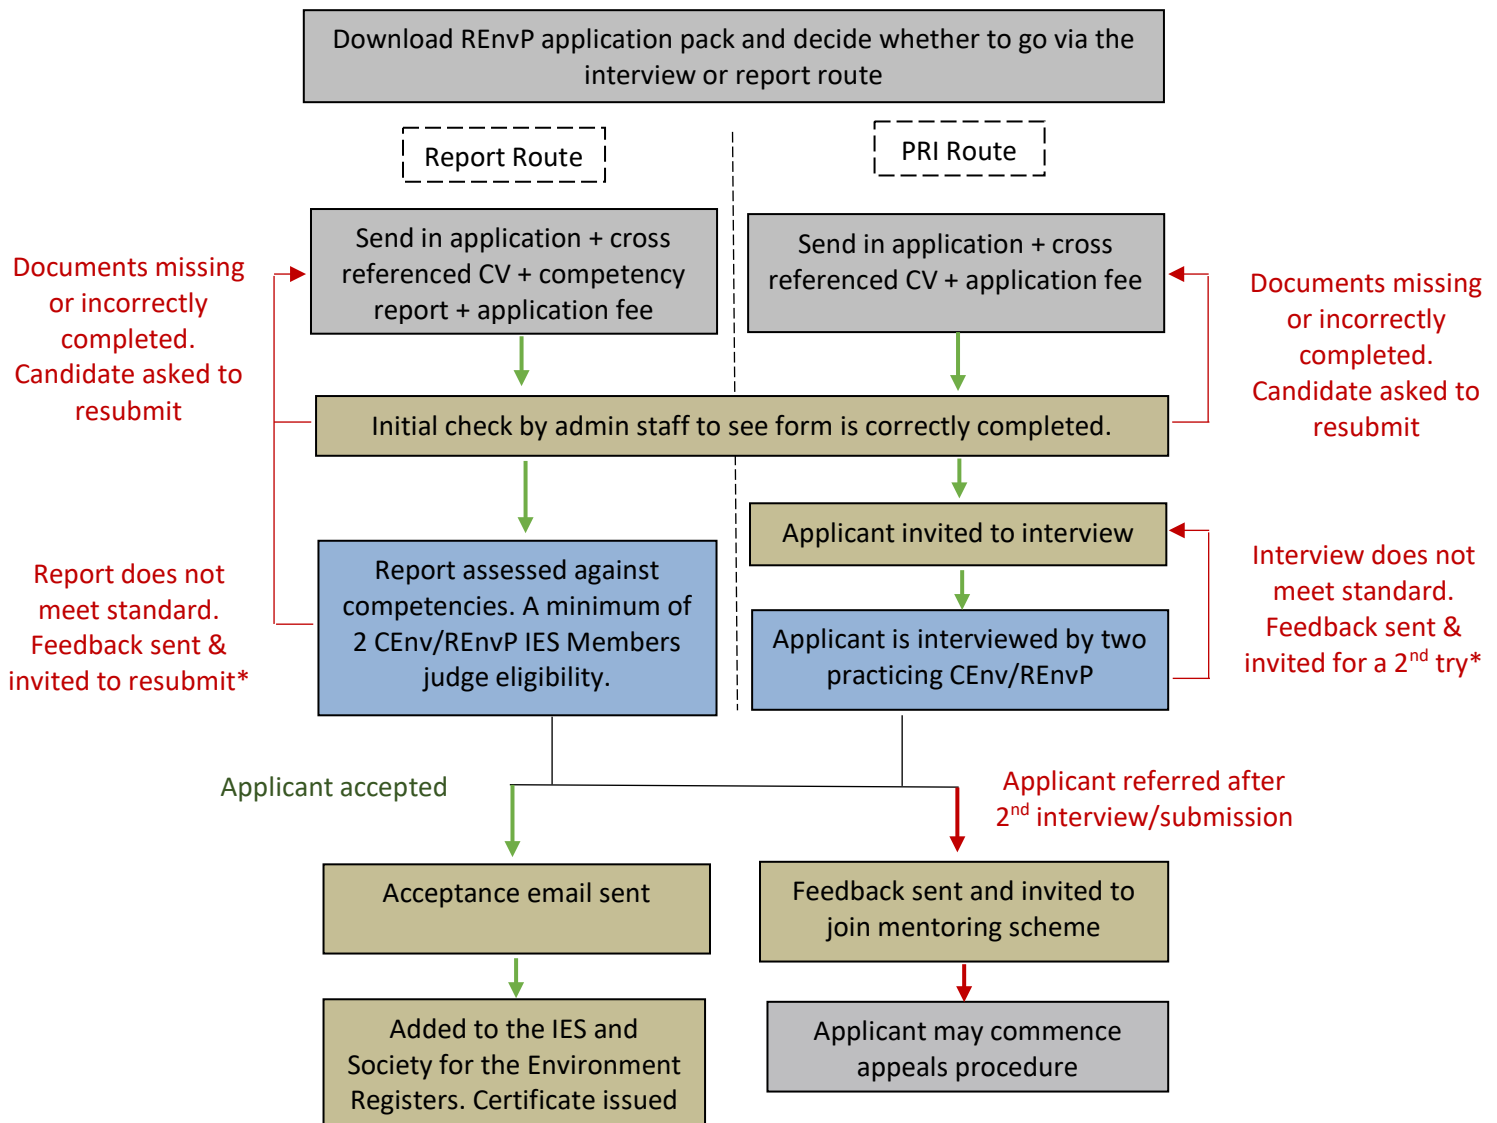 Download REnvP application pack and decide whether to go via the
interview or report route
Report Route
PRI Route
Send in application + cross
referenced CV + competency
report + application fee
Send in application + cross
referenced CV + application fee
Documents missing
or incorrectly
completed.
Candidate asked to
resubmit
Documents missing
or incorrectly
completed.
Candidate asked to
resubmit
Initial check by admin staff to see form is correctly completed.
Applicant invited to interview
Report does not
meet standard.
Feedback sent &
invited to resubmit*
Report assessed against
competencies. A minimum of
2 CEnv/REnvP IES Members
judge eligibility.
Applicant is interviewed by two
practicing CEnv/REnvP
Interview does not
meet standard.
Feedback sent &
invited for a 2nd try*
Applicant accepted
Applicant referred after
2nd interview/submission
Acceptance email sent
Feedback sent and invited to
join mentoring scheme
Added to the IES and
Society for the Environment
Registers. Certificate issued
Applicant may commence
appeals procedure